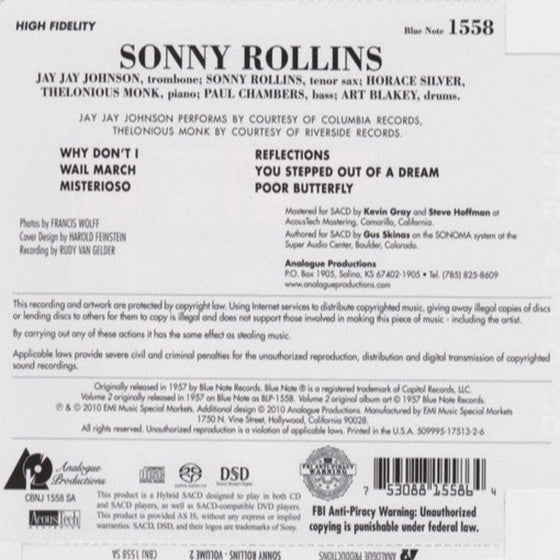 HIGH FIDELITY
Blue Note 1558
SONNY ROLLINS
JAY JAY JOHNSON, trombone; SONNY ROLLINS, tenor sax; HORACE SILVER,
THELONIOUS MONK, piano; PAUL CHAMBERS, bass; ART BLAKEY, drums.
JAY JAY JOHNSON PERFORMS BY COURTESY OF COLUMBIA RECORDS,
THELONIOUS MONK BY COURTESY OF RIVERSIDE RECORDS.
WHY DON'T I
WAIL MARCH
MISTERIOSO
REFLECTIONS
YOU STEPPED OUT OF A DREAM
POOR BUTTERFLY
Photos by FRANCIS WOLFF
Cover Design by HAROLD FEINSTEIN
Recording by RUDY VAN GELDER
Mastered for SACD by Kevin Gray and Steve Hoffman at
AcousTech Mastering, Camarillo, California.
Authored for SACD by Gus Skinas on the SONOMA system at the
Super Audio Center, Boulder, Colorado.
Analogue Productions
P.O. Box 1905, Salina, KS 67402-1905 • Tel. (785) 825-8609
www.analogueproductions.com
This recording and artwork are protected by copyright law. Using Internet services to distribute copyrighted music, giving away illegal copies of discs
or lending discs to others for them to copy is illegal and does not support those involved in making this piece of music - including the artist.
By carrying out any of these actions it has the same effect as stealing music.
Applicable laws provide severe civil and criminal penalties for the unauthorized reproduction, distribution and digital transmission of copyrighted
sound recordings.
Originally released in 1957 by Blue Note Records. Blue Note ® is a registered trademark of Capitol Records, LLC.
Volume 2 originally released in 1957 on Blue Note as BLP-1558. Volume 2 original album art © 1957 Blue Note Records.
℗ & © 2010 EMI Music Special Markets. Additional design © 2010 Analogue Productions. Manufactured by EMI Music Special Markets
1750 N. Vine Street, Hollywood, California 90028.
All rights reserved. Unauthorized reproduction is a violation of applicable laws. Printed in the U.S.A. 509995-17513-2-6
Analogue
Productions
CBNJ 1558 SA
AcousTech
SACD
DSD
This product is a Hybrid SACD designed to play in both CD
and SACD players, as well as SACD-compatible DVD players.
This product is provided AS IS, without any express or implied
warranties. SACD, DSD, and their logos are trademarks of Sony.
FBI ANTI-PIRACY
WARNING
7 53088 15586 4
FBI Anti-Piracy Warning: Unauthorized
copying is punishable under federal law.
CBNJ 1558 SA
SONNY ROLLINS - VOLUME 2
ANALOGUE PRODUCTIONS